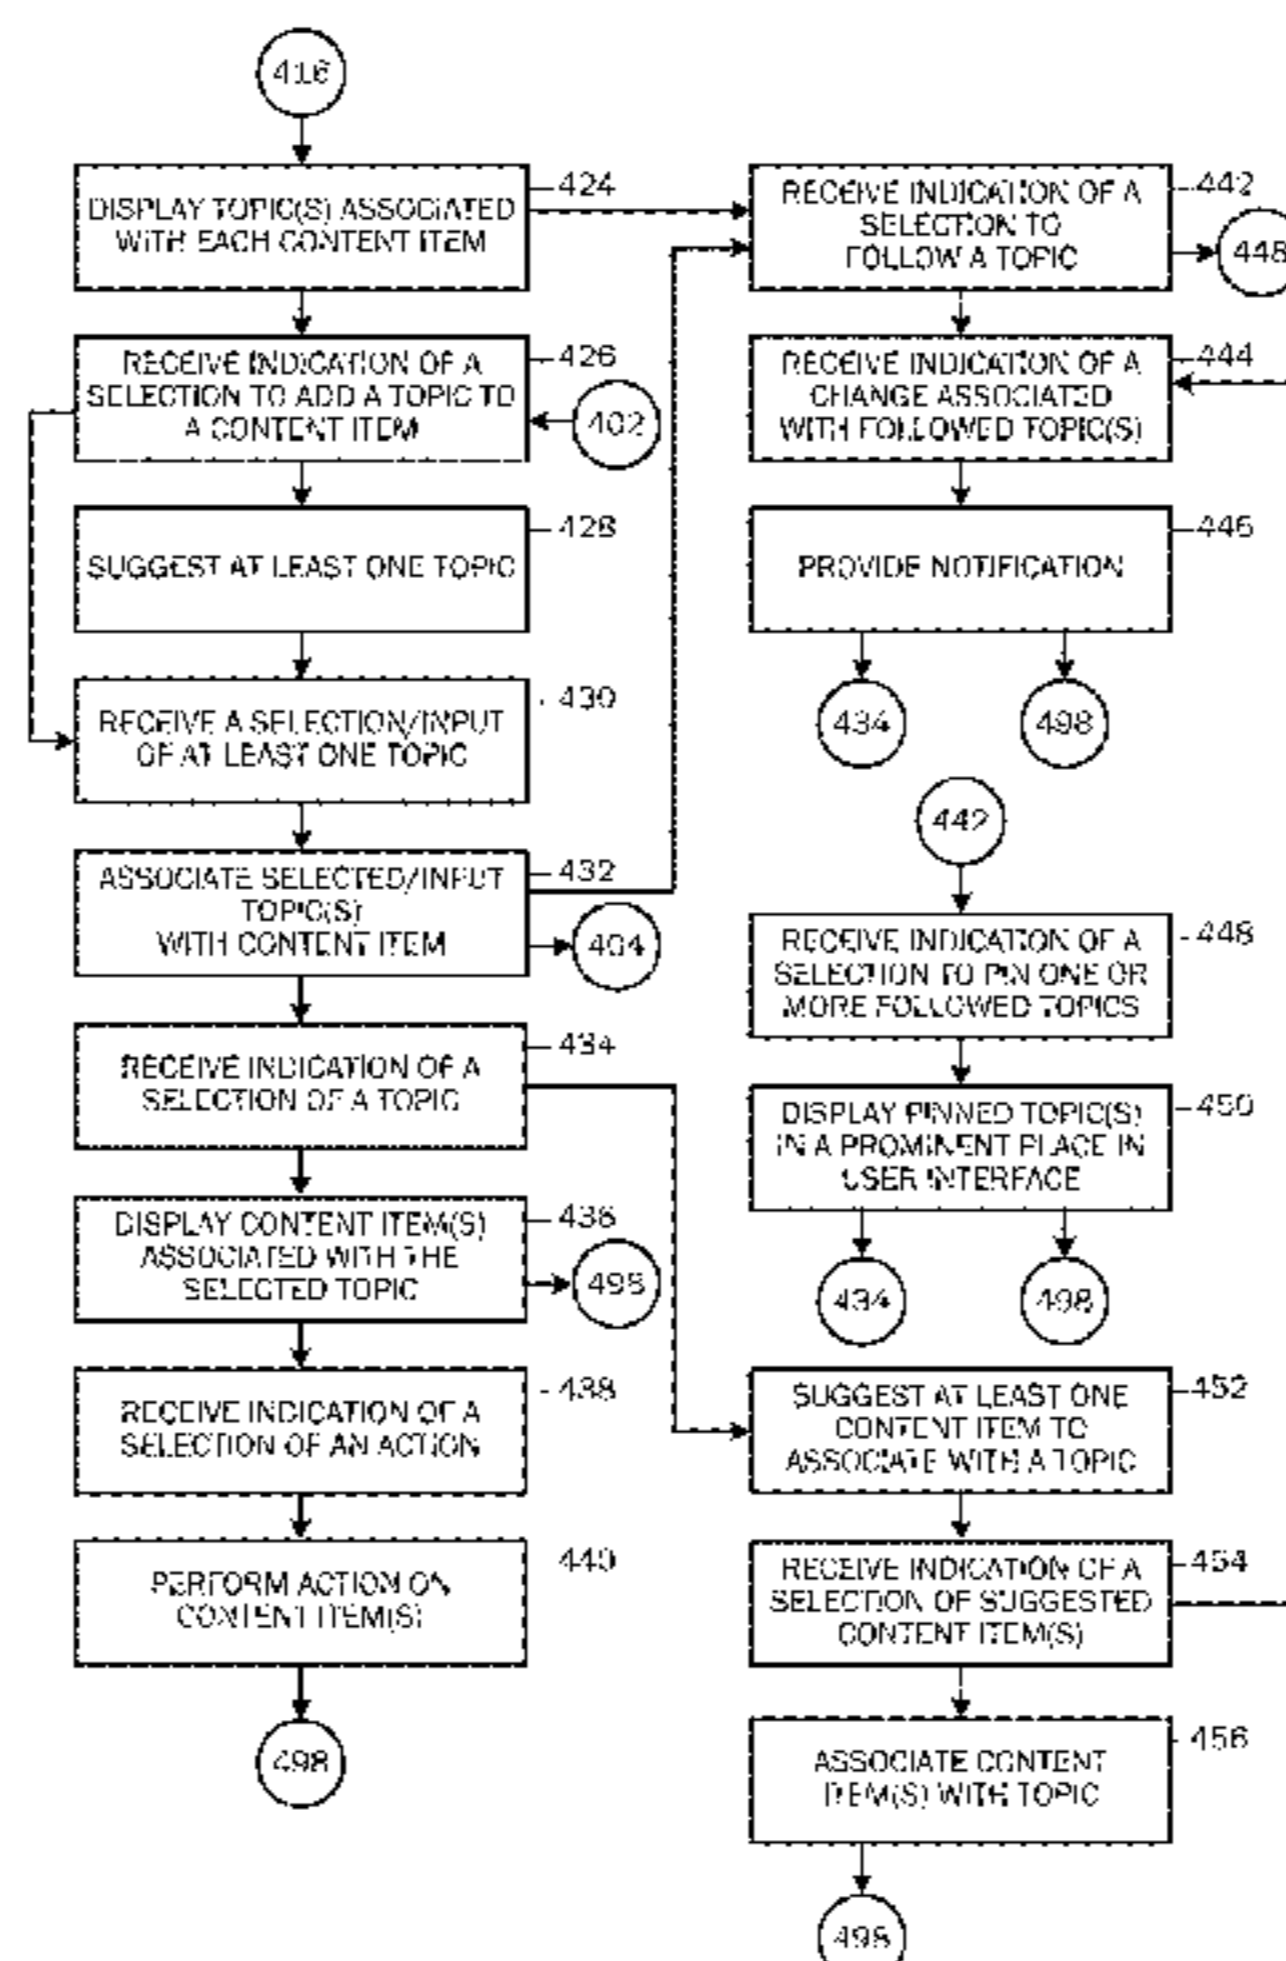 416
DISPLAY TOPIC(S) ASSOCIATED
WITH EACH CONTENT ITEM
424
RECEIVE INDICATION OF A
SELECTION TO ADD A TOPIC TO
A CONTENT ITEM
426
402
SUGGEST AT LEAST ONE TOPIC
428
RECEIVE A SELECTION/INPUT
OF AT LEAST ONE TOPIC
430
ASSOCIATE SELECTED/INPUT
TOPIC(S)
WITH CONTENT ITEM
432
404
RECEIVE INDICATION OF A
SELECTION OF A TOPIC
434
DISPLAY CONTENT ITEM(S)
ASSOCIATED WITH THE
SELECTED TOPIC
436
498
RECEIVE INDICATION OF A
SELECTION OF AN ACTION
438
PERFORM ACTION ON
CONTENT ITEM(S)
440
498
RECEIVE INDICATION OF A
SELECTION TO
FOLLOW A TOPIC
442
448
RECEIVE INDICATION OF A
CHANGE ASSOCIATED
WITH FOLLOWED TOPIC(S)
444
PROVIDE NOTIFICATION
446
434
498
442
RECEIVE INDICATION OF A
SELECTION TO PIN ONE OR
MORE FOLLOWED TOPICS
448
DISPLAY PINNED TOPIC(S)
IN A PROMINENT PLACE IN
USER INTERFACE
450
434
498
SUGGEST AT LEAST ONE
CONTENT ITEM TO
ASSOCIATE WITH A TOPIC
452
RECEIVE INDICATION OF A
SELECTION OF SUGGESTED
CONTENT ITEM(S)
454
ASSOCIATE CONTENT
ITEM(S) WITH TOPIC
456
498